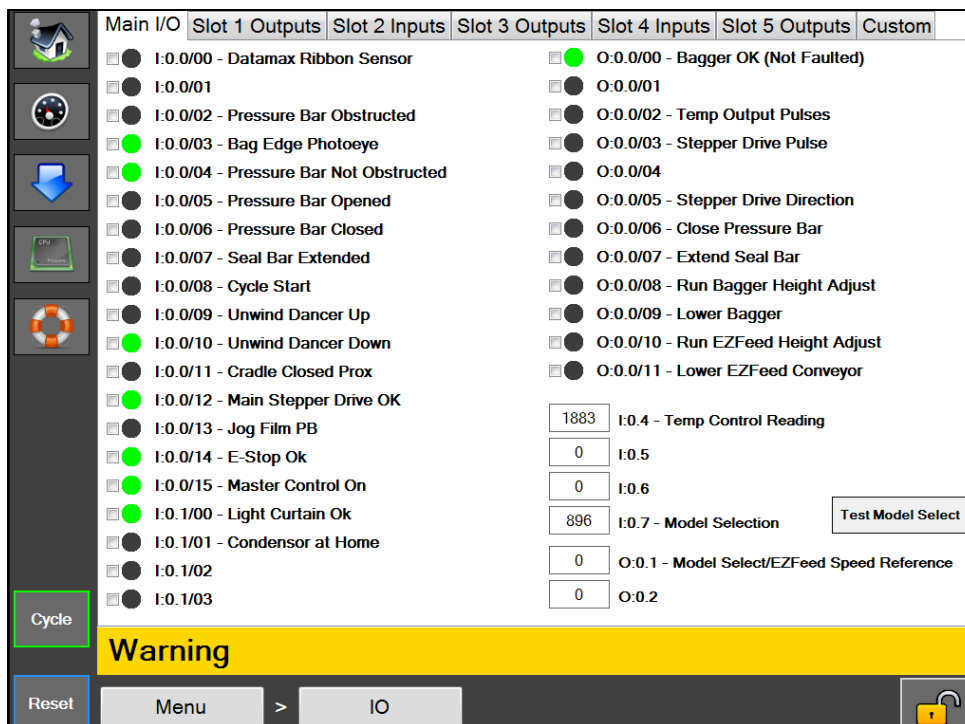 Main I/O Slot 1 Outputs Slot 2 Inputs Slot 3 Outputs Slot 4 Inputs Slot 5 Outputs Custom
I:0.0/00 - Datamax Ribbon Sensor
I:0.0/01
I:0.0/02 - Pressure Bar Obstructed
I:0.0/03 - Bag Edge Photoeye
I:0.0/04 - Pressure Bar Not Obstructed
I:0.0/05 - Pressure Bar Opened
I:0.0/06 - Pressure Bar Closed
I:0.0/07 - Seal Bar Extended
I:0.0/08 - Cycle Start
I:0.0/09 - Unwind Dancer Up
I:0.0/10 - Unwind Dancer Down
I:0.0/11 - Cradle Closed Prox
I:0.0/12 - Main Stepper Drive OK
I:0.0/13 - Jog Film PB
I:0.0/14 - E-Stop Ok
I:0.0/15 - Master Control On
I:0.1/00 - Light Curtain Ok
I:0.1/01 - Condensor at Home
I:0.1/02
I:0.1/03
O:0.0/00 - Bagger OK (Not Faulted)
O:0.0/01
O:0.0/02 - Temp Output Pulses
O:0.0/03 - Stepper Drive Pulse
O:0.0/04
O:0.0/05 - Stepper Drive Direction
O:0.0/06 - Close Pressure Bar
O:0.0/07 - Extend Seal Bar
O:0.0/08 - Run Bagger Height Adjust
O:0.0/09 - Lower Bagger
O:0.0/10 - Run EZFeed Height Adjust
O:0.0/11 - Lower EZFeed Conveyor
1883 I:0.4 - Temp Control Reading
0 I:0.5
0 I:0.6
896 I:0.7 - Model Selection
Test Model Select
0 O:0.1 - Model Select/EZFeed Speed Reference
0 O:0.2
CPU
Cycle
Warning
Reset
Menu > IO